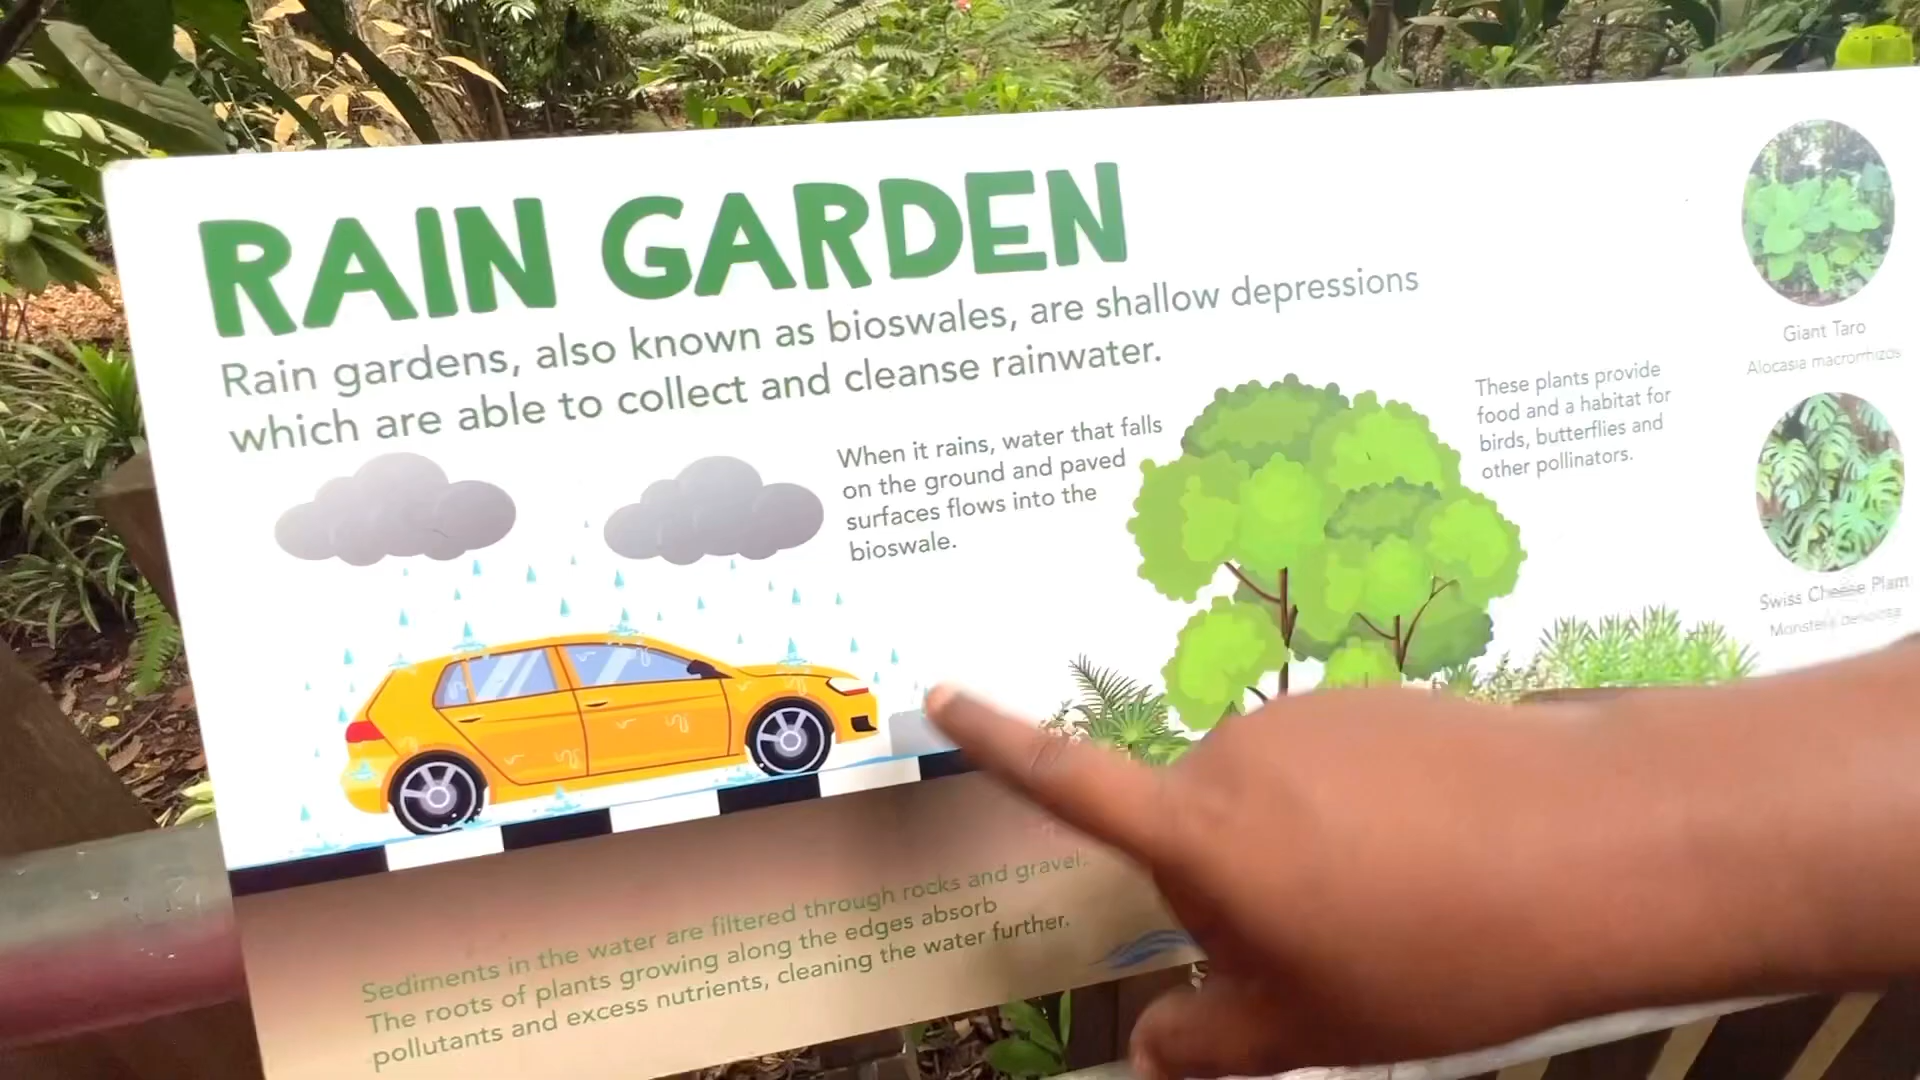 RAIN GARDEN
Rain gardens, also known as bioswales, are shallow depressions
which are able to collect and cleanse rainwater.
When it rains, water that falls
on the ground and paved
surfaces flows into the
bioswale.
These plants provide
food and a habitat for
birds, butterflies and
other pollinators.
Giant Taro
Alocasia macrorrhizos
Swiss Cheese Plant
Monstera deliciosa
Sediments in the water are filtered through rocks and gravel.
The roots of plants growing along the edges absorb
pollutants and excess nutrients, cleaning the water further.